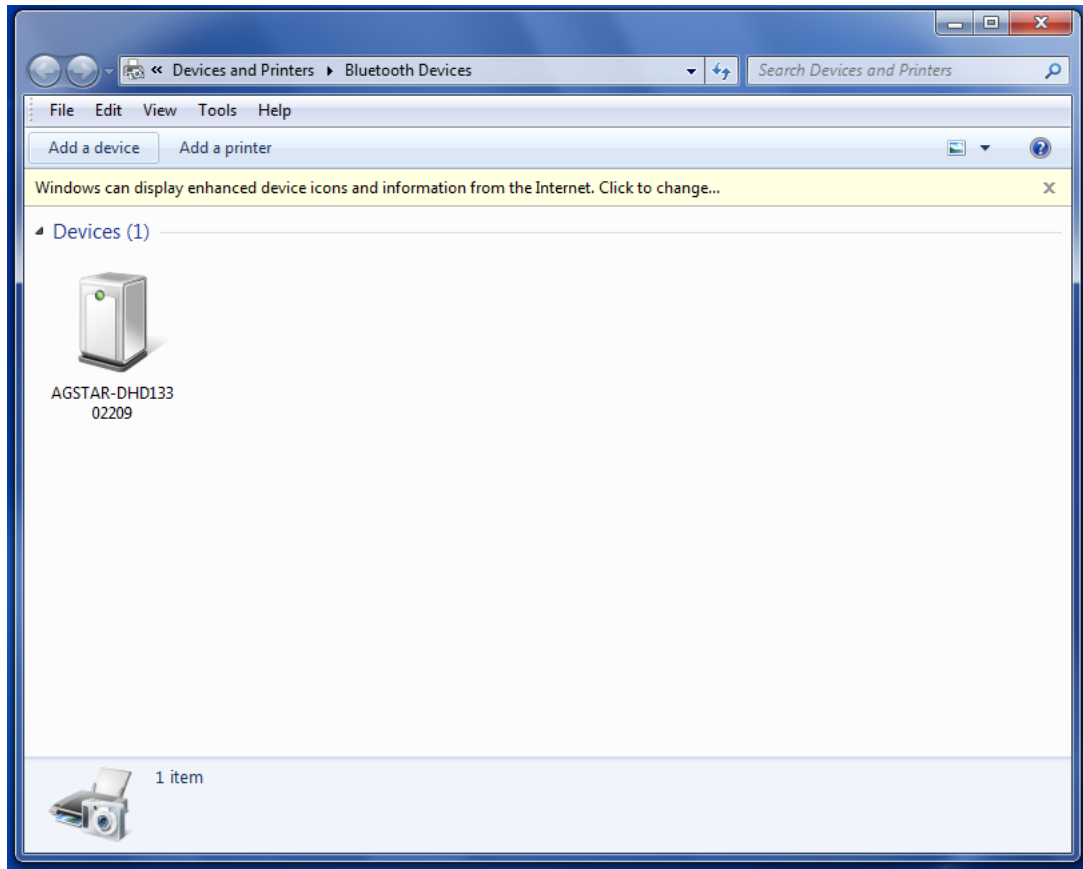 « Devices and Printers ▸ Bluetooth Devices Search Devices and Printers
File Edit View Tools Help
Add a device Add a printer
Windows can display enhanced device icons and information from the Internet. Click to change...
Devices (1)
AGSTAR-DHD133
02209
1 item